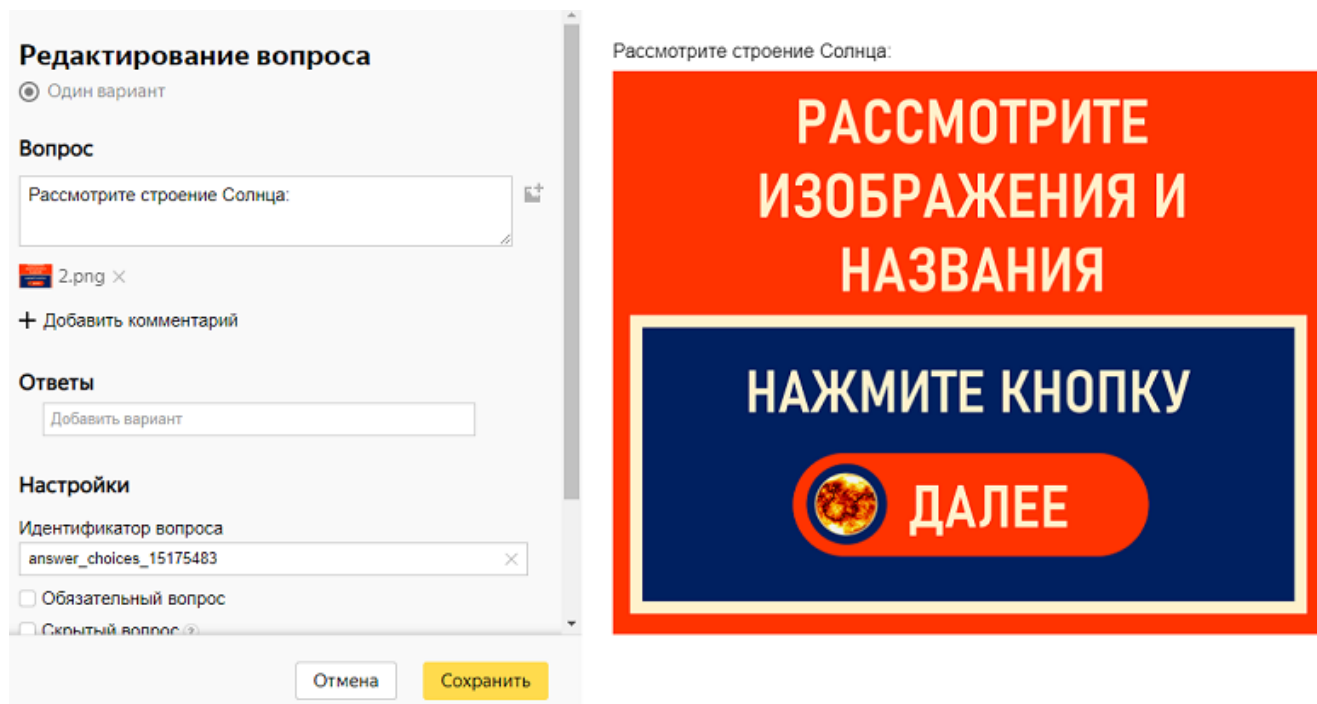 Редактирование вопроса
Один вариант
Вопрос
Рассмотрите строение Солнца:
2.png
Добавить комментарий
Ответы
Добавить вариант
Настройки
Идентификатор вопроса
answer_choices_15175483
Обязательный вопрос
Скрытый вопрос
Отмена
Сохранить
Рассмотрите строение Солнца:
РАССМОТРИТЕ
ИЗОБРАЖЕНИЯ И
НАЗВАНИЯ
НАЖМИТЕ КНОПКУ
ДАЛЕЕ